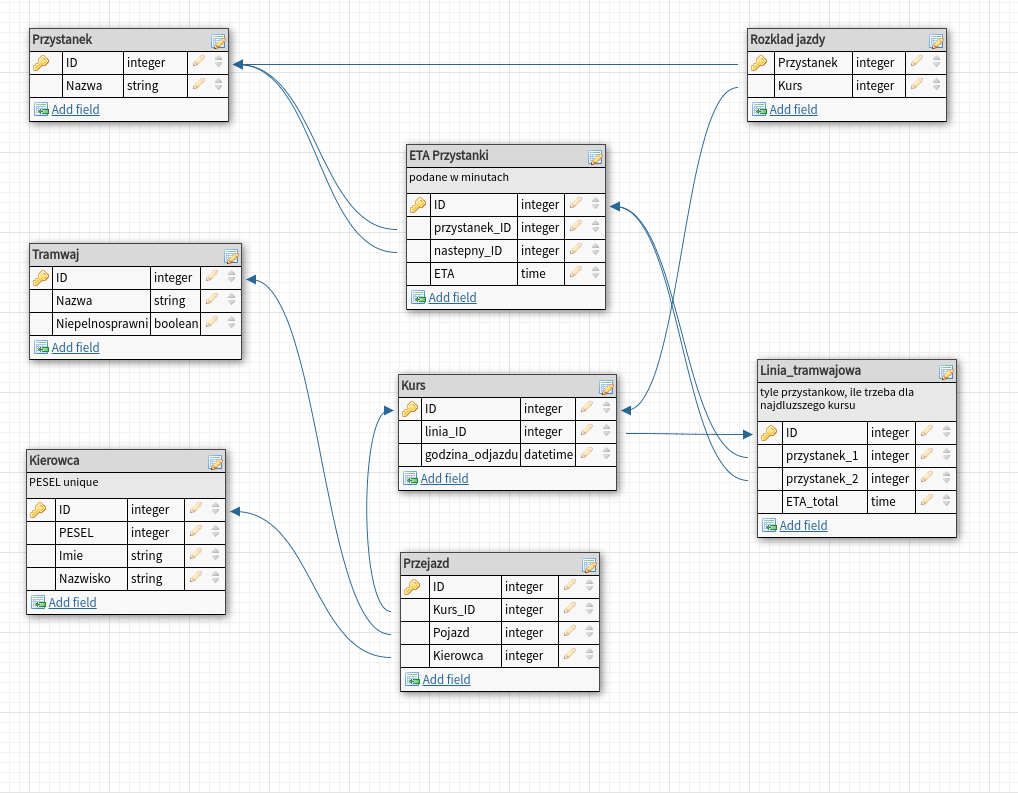 Przystanek
ID integer
Nazwa string
Add field
Rozklad jazdy
Przystanek integer
Kurs integer
Add field
ETA Przystanki
podane w minutach
ID integer
przystanek_ID integer
nastepny_ID integer
ETA time
Add field
Tramwaj
ID integer
Nazwa string
Niepelnosprawni boolean
Add field
Kurs
ID integer
linia_ID integer
godzina_odjazdu datetime
Add field
Linia_tramwajowa
tyle przystankow, ile trzeba dla
najdluzszego kursu
ID integer
przystanek_1 integer
przystanek_2 integer
ETA_total time
Add field
Kierowca
PESEL unique
ID integer
PESEL integer
Imie string
Nazwisko string
Add field
Przejazd
ID integer
Kurs_ID integer
Pojazd integer
Kierowca integer
Add field